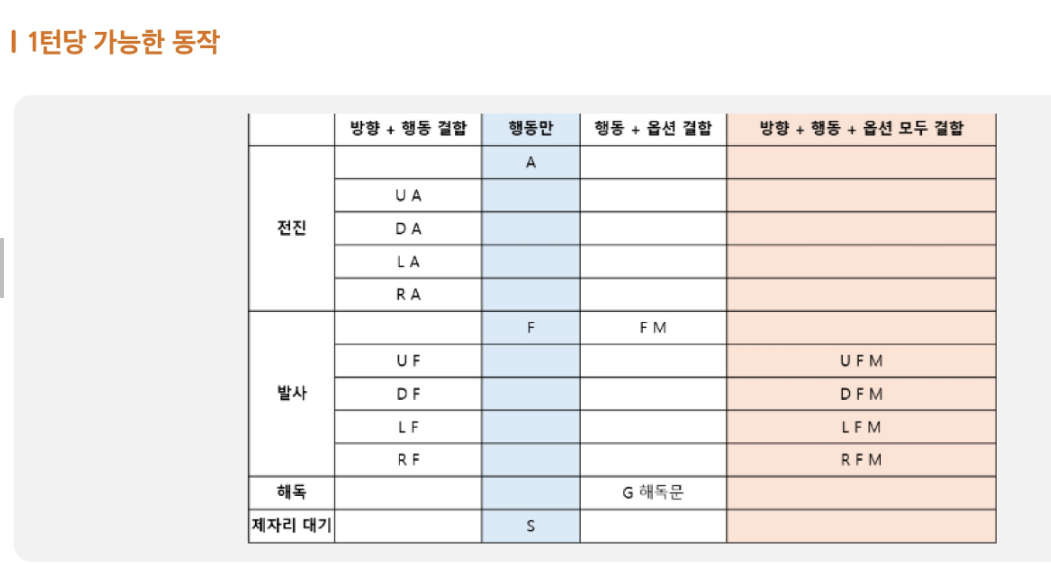 1턴당 가능한 동작
방향 + 행동 결합 행동만 행동 + 옵션 결합 방향 + 행동 + 옵션 모두 결합
전진
A
U A
D A
L A
R A
발사
F F M
U F U F M
D F D F M
L F L F M
R F R F M
해독 G 해독문
제자리 대기 S